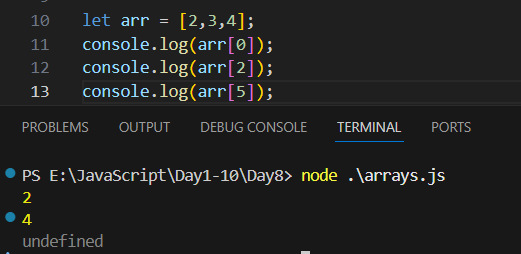 10 let arr = [2,3,4];
11 console.log(arr[0]);
12 console.log(arr[2]);
13 console.log(arr[5]);
PROBLEMS OUTPUT DEBUG CONSOLE TERMINAL PORTS
PS E:\JavaScript\Day1-10\Day8> node .\arrays.js
2
4
undefined